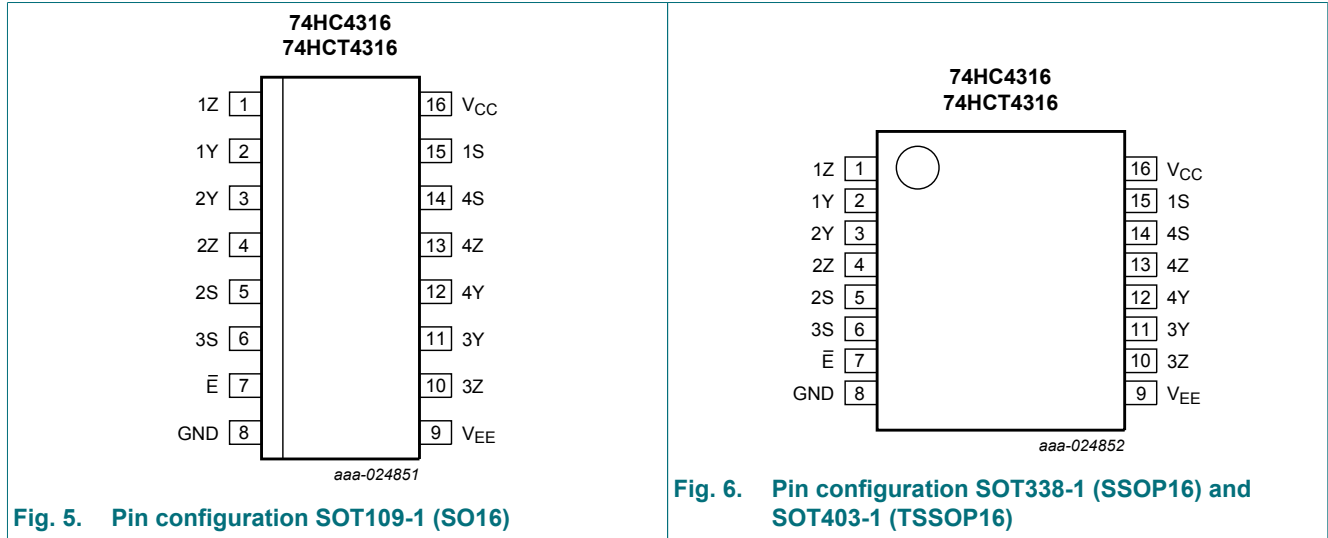 74HC4316
74HCT4316
1Z 1 16 VCC
1Y 2 15 1S
2Y 3 14 4S
2Z 4 13 4Z
2S 5 12 4Y
3S 6 11 3Y
Ē 7 10 3Z
GND 8 9 VEE
aaa-024851
Fig. 5. Pin configuration SOT109-1 (SO16)
74HC4316
74HCT4316
1Z 1 16 VCC
1Y 2 15 1S
2Y 3 14 4S
2Z 4 13 4Z
2S 5 12 4Y
3S 6 11 3Y
Ē 7 10 3Z
GND 8 9 VEE
aaa-024852
Fig. 6. Pin configuration SOT338-1 (SSOP16) and
SOT403-1 (TSSOP16)